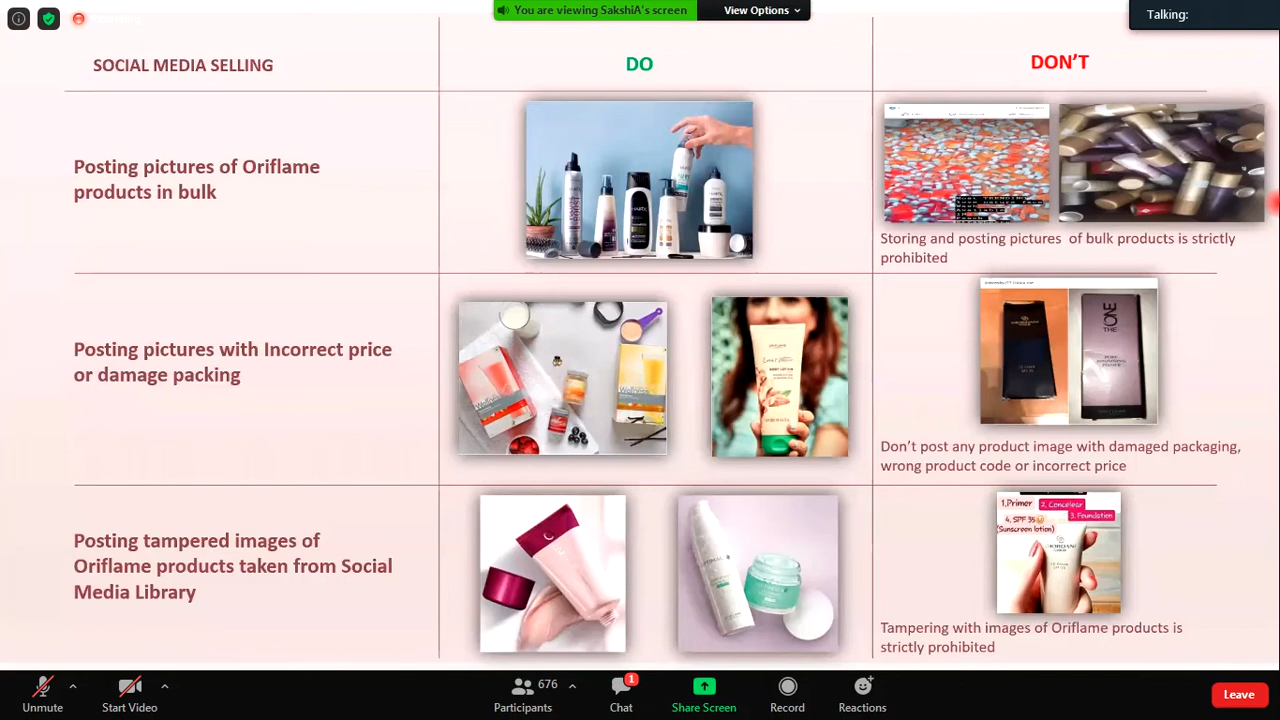 You are viewing SakshiA's screen
View Options
Talking:
SOCIAL MEDIA SELLING
DO
DON'T
Posting pictures of Oriflame
products in bulk
Storing and posting pictures of bulk products is strictly
prohibited
Posting pictures with Incorrect price
or damage packing
Don't post any product image with damaged packaging,
wrong product code or incorrect price
Posting tampered images of
Oriflame products taken from Social
Media Library
1.Primer
2. Concelear
3. Foundation
4. SPF 35
(Sunscreen lotion)
Tampering with images of Oriflame products is
strictly prohibited
Unmute
Start Video
676
Participants
1
Chat
Share Screen
Record
Reactions
Leave